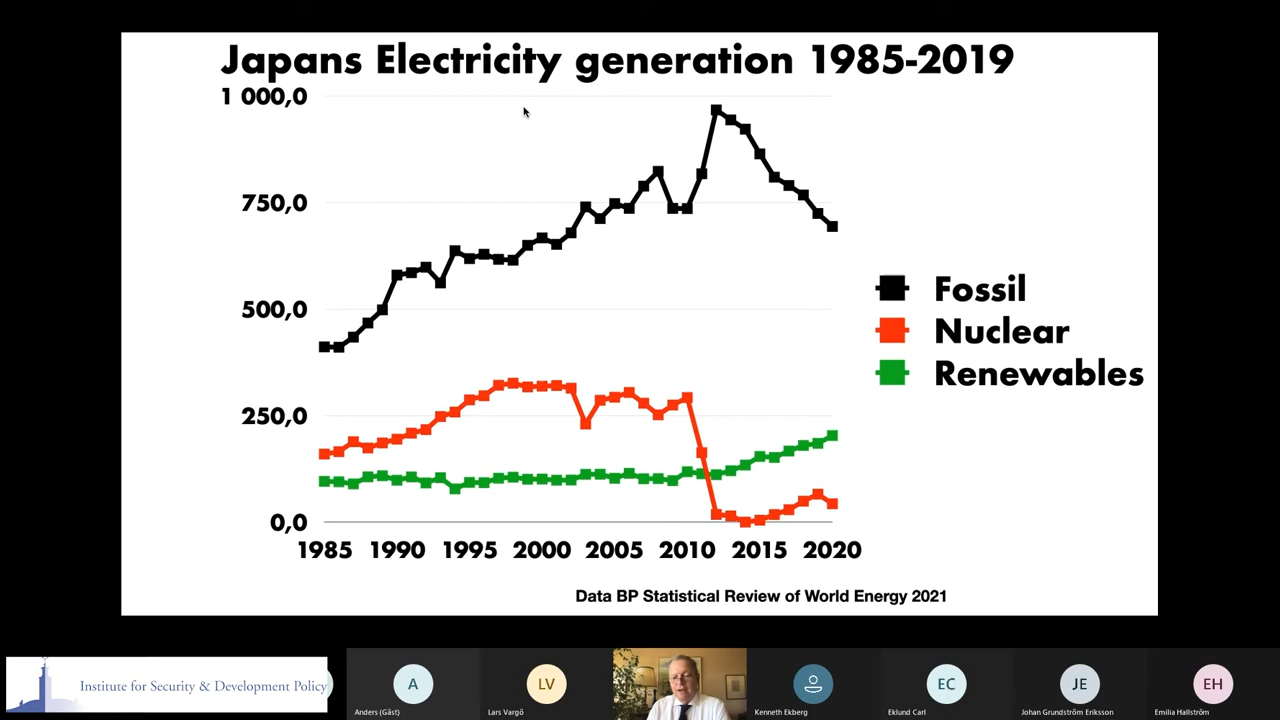 Japans Electricity generation 1985-2019
1 000,0
750,0
500,0
250,0
0,0
1985 1990 1995 2000 2005 2010 2015 2020
Fossil
Nuclear
Renewables
Data BP Statistical Review of World Energy 2021
Institute for Security & Development Policy
A
Anders (Gäst)
LV
Lars Vargö
Kenneth Ekberg
EC
Eklund Carl
JE
Johan Grundström Eriksson
EH
Emilia Hallström